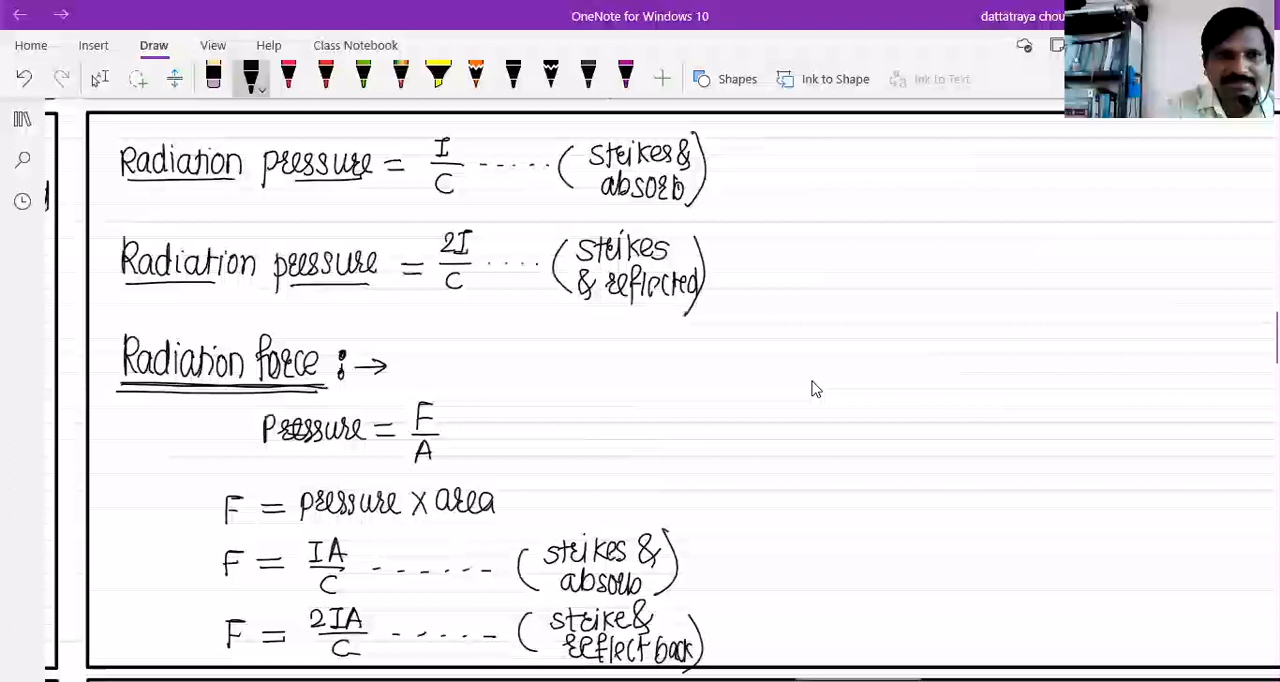 OneNote for Windows 10
dattatraya chou
Home Insert Draw View Help Class Notebook
Shapes Ink to Shape Ink to Text
Radiation pressure = I/C ..... (strikes & absorb)
Radiation pressure = 2I/C .... (strikes & reflected)
Radiation force : →
Pressure = F/A
F = pressure × area
F = IA/C ....... (strikes & absorb)
F = 2IA/C ...... (strike & reflect back)